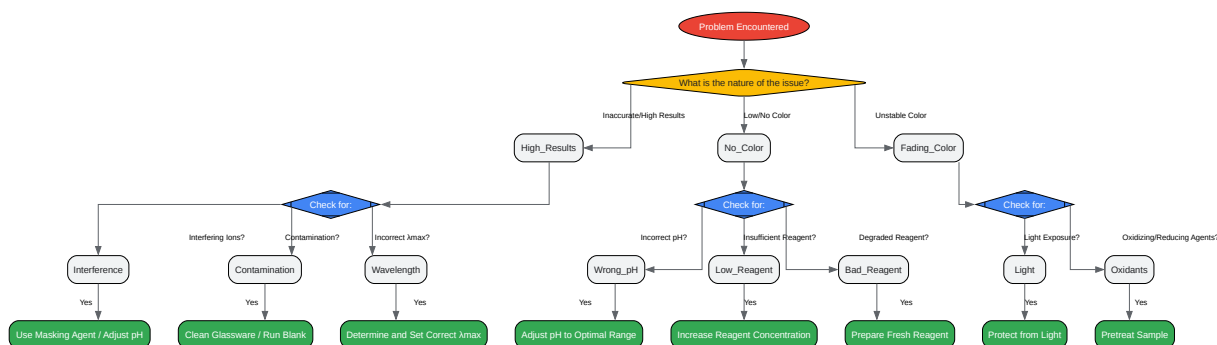 Problem Encountered
What is the nature of the issue?
Inaccurate/High Results
Low/No Color
Unstable Color
High_Results
No_Color
Fading_Color
Check for:
Check for:
Check for:
Interfering Ions?
Contamination?
Incorrect λmax?
Incorrect pH?
Insufficient Reagent?
Degraded Reagent?
Light Exposure?
Oxidizing/Reducing Agents?
Interference
Contamination
Wavelength
Wrong_pH
Low_Reagent
Bad_Reagent
Light
Oxidants
Yes
Yes
Yes
Yes
Yes
Yes
Yes
Yes
Use Masking Agent / Adjust pH
Clean Glassware / Run Blank
Determine and Set Correct λmax
Adjust pH to Optimal Range
Increase Reagent Concentration
Prepare Fresh Reagent
Protect from Light
Pretreat Sample